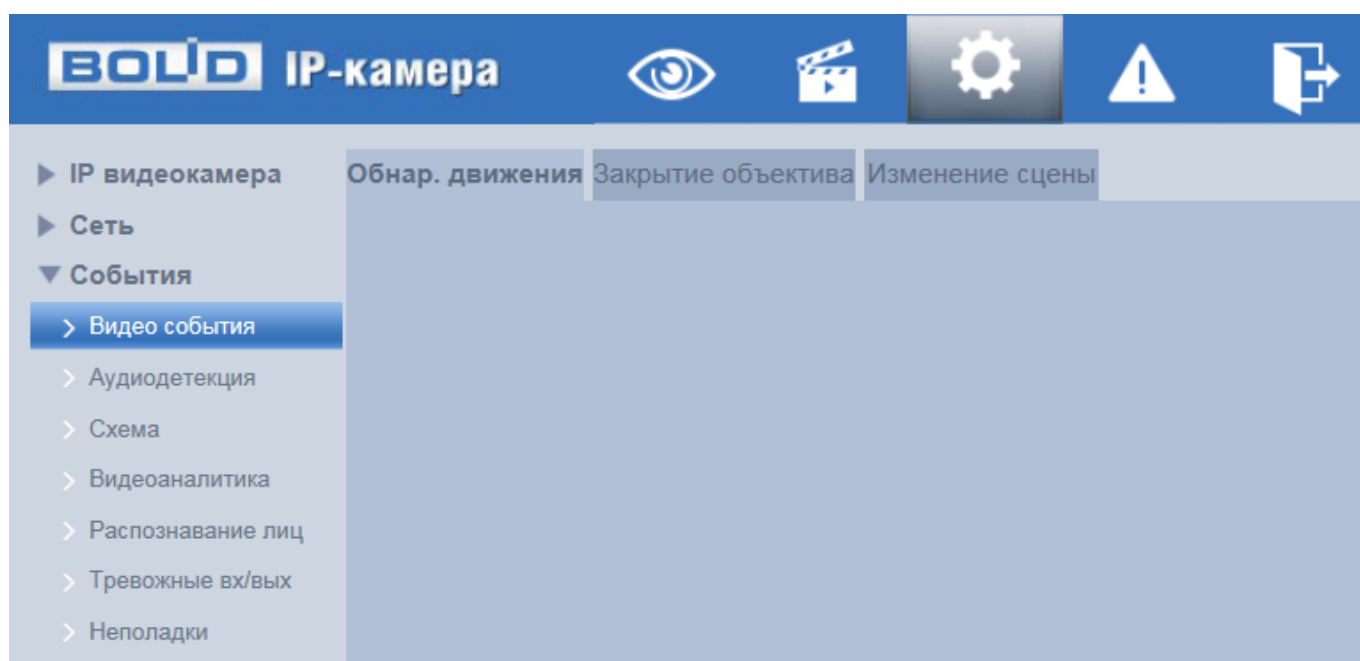 BOLID IP-камера
IP видеокамера
Сеть
События
Видео события
Аудиодетекция
Схема
Видеоаналитика
Распознавание лиц
Тревожные вх/вых
Неполадки
Обнар. движения Закрытие объектива Изменение сцены